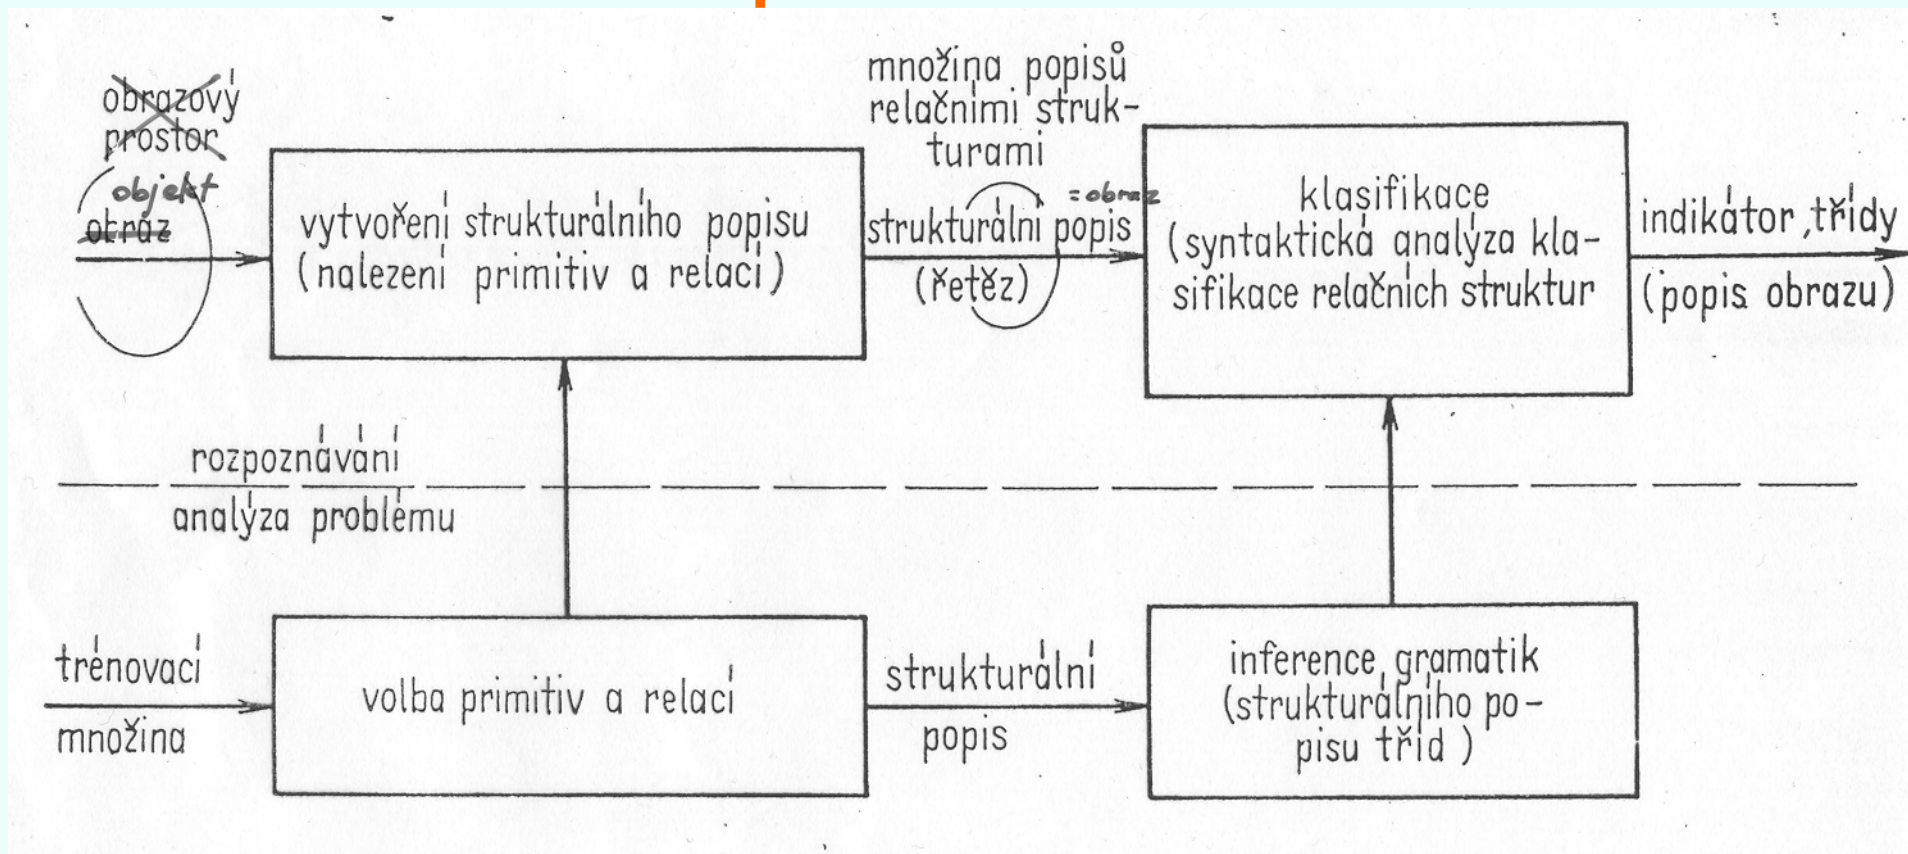 obrazový
prostor
objekt
obraz
vytvoření strukturálního popisu
(nalezení primitiv a relací)
množina popisů
relačními struk-
turami
= obraz
strukturální popis
(řetěz)
klasifikace
(syntaktická analýza kla-
sifikace relačních struktur
indikátor třídy
(popis obrazu)
rozpoznávání
analýza problému
trénovací
množina
volba primitiv a relací
strukturální
popis
inference gramatik
(strukturálního po-
pisu tříd)